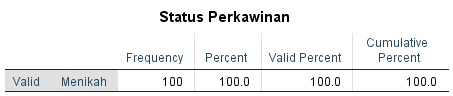 Status Perkawinan
Frequency Percent Valid Percent Cumulative Percent
Valid Menikah 100 100.0 100.0 100.0